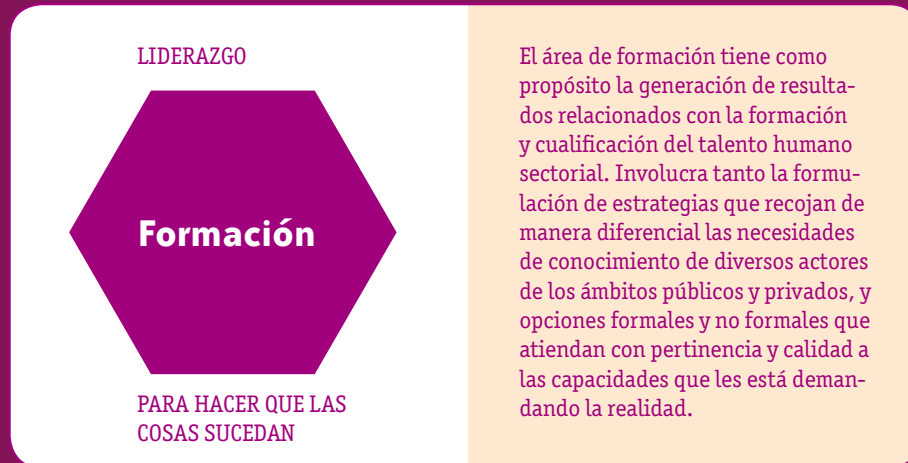 LIDERAZGO
Formación
PARA HACER QUE LAS
COSAS SUCEDAN
El área de formación tiene como
propósito la generación de resulta-
dos relacionados con la formación
y cualificación del talento humano
sectorial. Involucra tanto la formu-
lación de estrategias que recojan de
manera diferencial las necesidades
de conocimiento de diversos actores
de los ámbitos públicos y privados, y
opciones formales y no formales que
atiendan con pertinencia y calidad a
las capacidades que les está deman-
dando la realidad.